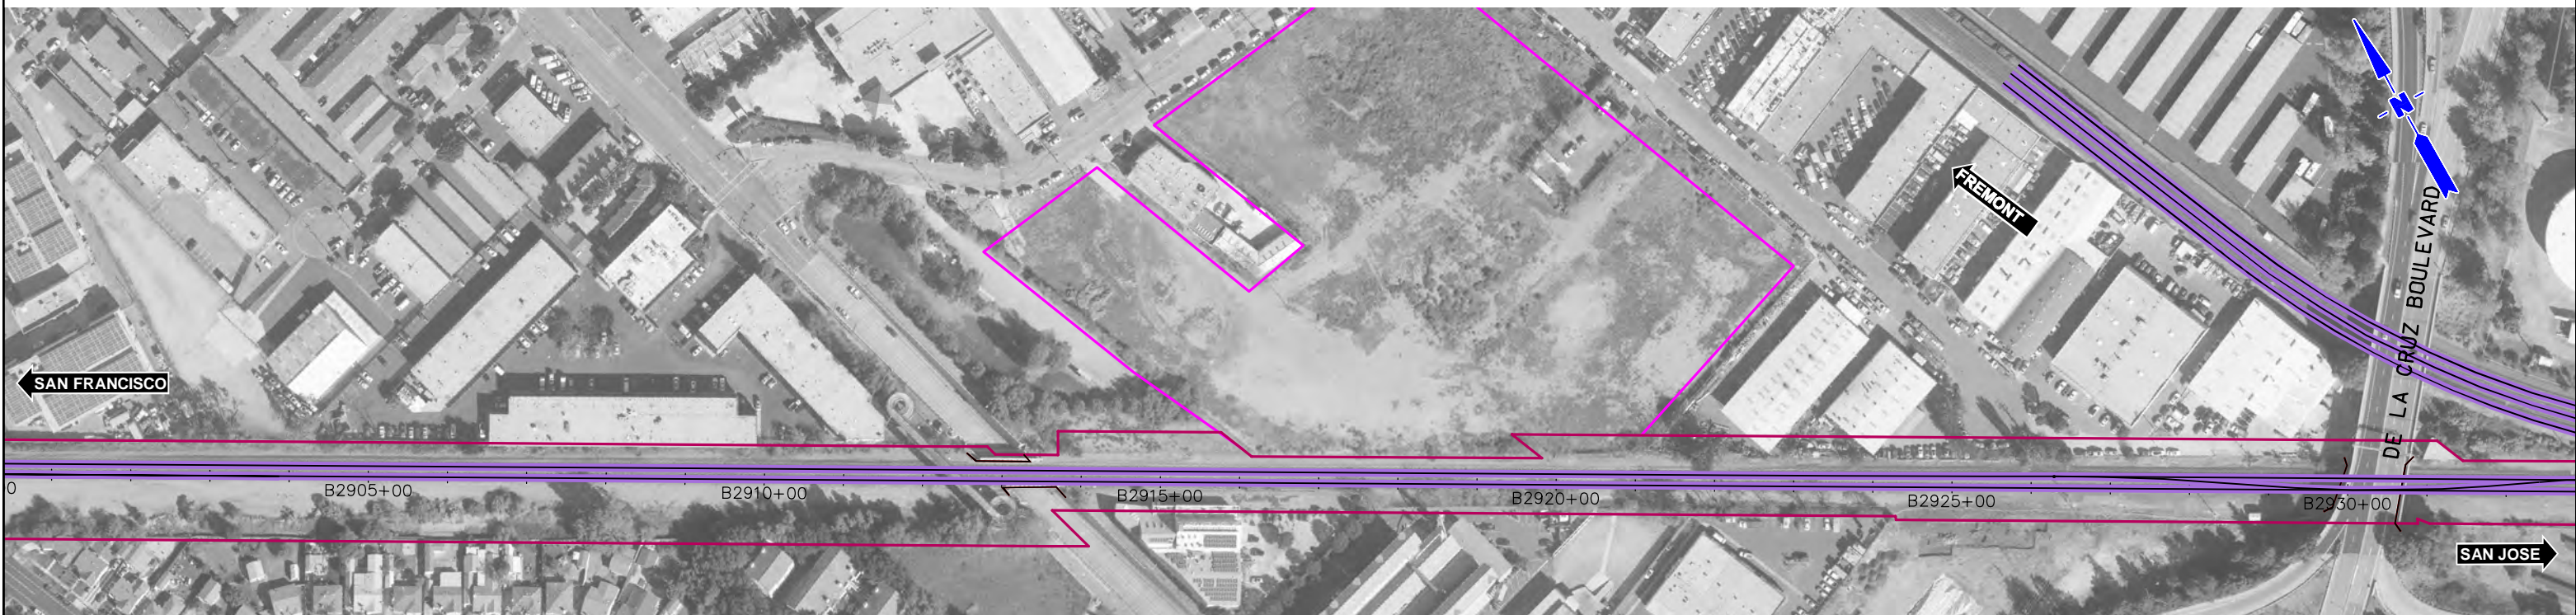 N
FREMONT
DE LA CRUZ BOULEVARD
SAN FRANCISCO
0
B2905+00
B2910+00
B2915+00
B2920+00
B2925+00
B2930+00
SAN JOSE